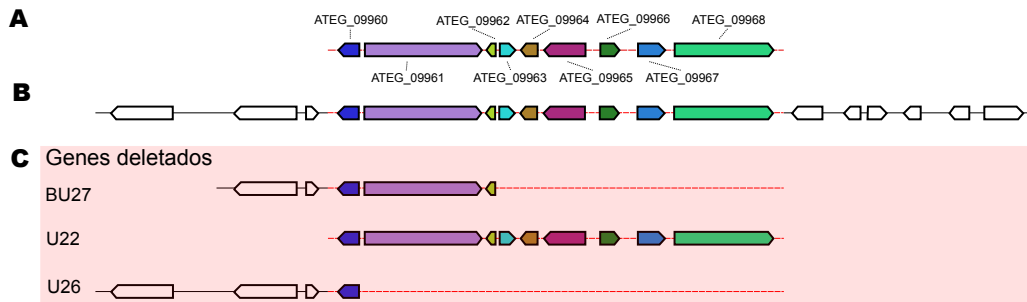 A
ATEG_09960
ATEG_09962
ATEG_09964
ATEG_09966
ATEG_09968
ATEG_09961
ATEG_09963
ATEG_09965
ATEG_09967
B
C
Genes deletados
BU27
U22
U26